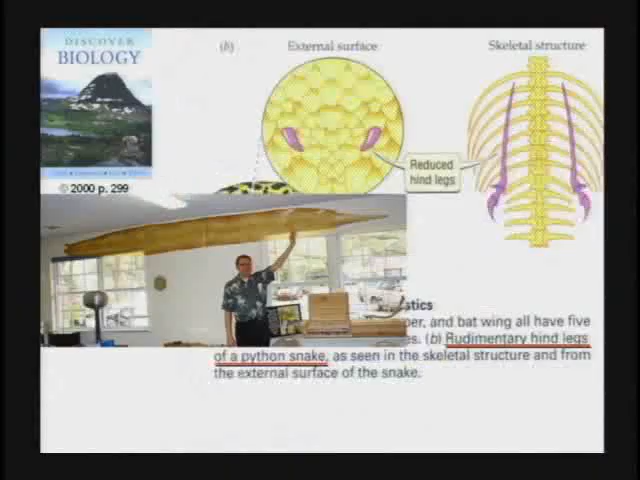 DISCOVER
BIOLOGY
(b) External surface
Skeletal structure
Reduced
hind legs
© 2000 p. 299
stics
er, and bat wing all have five
es. (b) Rudimentary hind legs
of a python snake, as seen in the skeletal structure and from
the external surface of the snake.